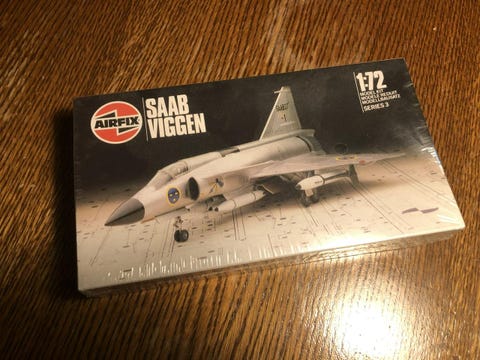 AIRFIX
SAAB
VIGGEN
1:72
MODEL KIT
MODELE REDUIT
MODELLBAUSATZ
SERIES 3